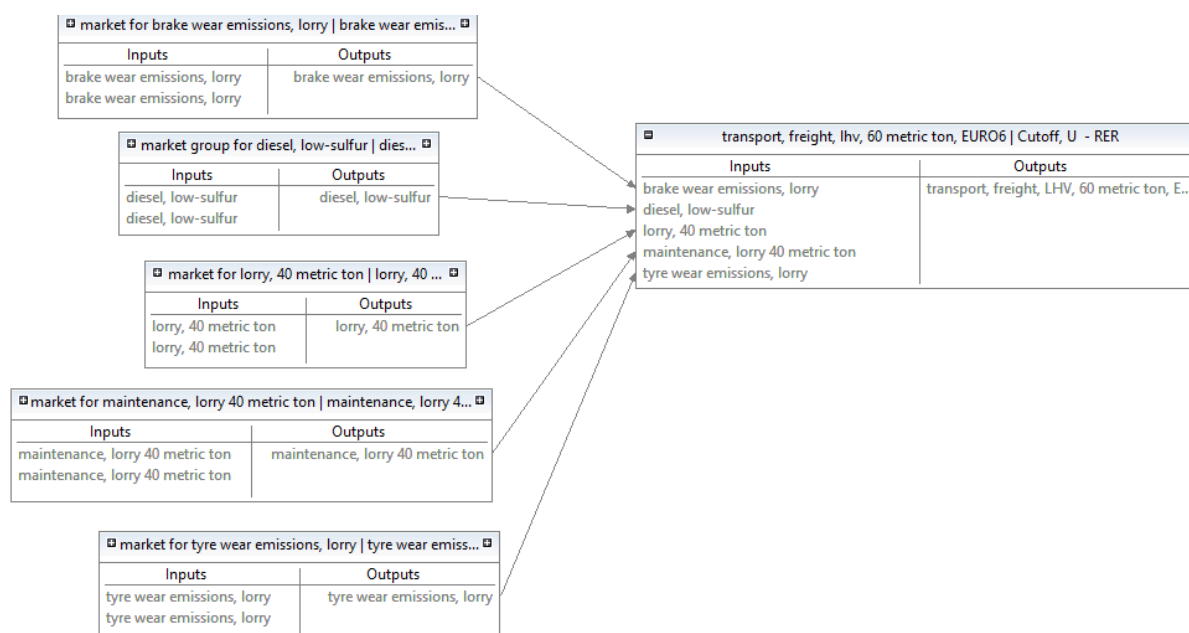 market for brake wear emissions, lorry | brake wear emis...
Inputs Outputs
brake wear emissions, lorry brake wear emissions, lorry
brake wear emissions, lorry
market group for diesel, low-sulfur | dies...
Inputs Outputs
diesel, low-sulfur diesel, low-sulfur
diesel, low-sulfur
market for lorry, 40 metric ton | lorry, 40 ...
Inputs Outputs
lorry, 40 metric ton lorry, 40 metric ton
lorry, 40 metric ton
market for maintenance, lorry 40 metric ton | maintenance, lorry 4...
Inputs Outputs
maintenance, lorry 40 metric ton maintenance, lorry 40 metric ton
maintenance, lorry 40 metric ton
market for tyre wear emissions, lorry | tyre wear emiss...
Inputs Outputs
tyre wear emissions, lorry tyre wear emissions, lorry
tyre wear emissions, lorry
transport, freight, lhv, 60 metric ton, EURO6 | Cutoff, U - RER
Inputs Outputs
brake wear emissions, lorry transport, freight, LHV, 60 metric ton, E...
diesel, low-sulfur
lorry, 40 metric ton
maintenance, lorry 40 metric ton
tyre wear emissions, lorry